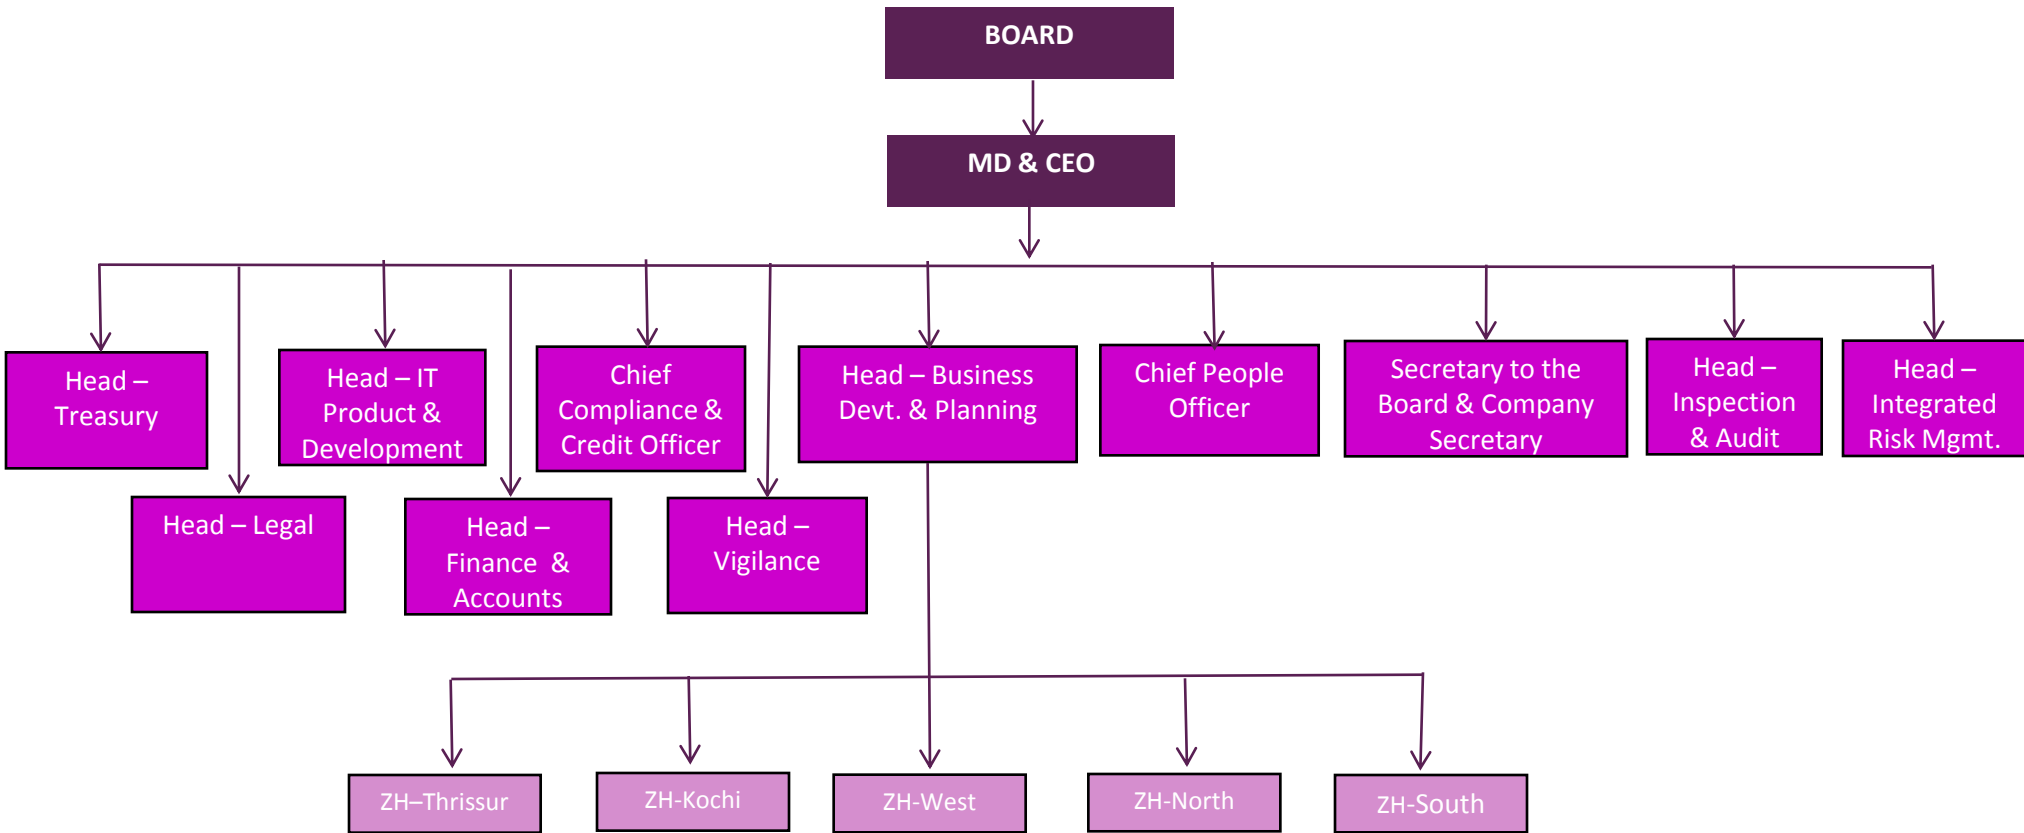 BOARD
MD & CEO
Head –
Treasury
Head – IT
Product &
Development
Chief
Compliance &
Credit Officer
Head – Business
Devt. & Planning
Chief People
Officer
Secretary to the
Board & Company
Secretary
Head –
Inspection
& Audit
Head –
Integrated
Risk Mgmt.
Head – Legal
Head –
Finance &
Accounts
Head –
Vigilance
ZH–Thrissur
ZH-Kochi
ZH-West
ZH-North
ZH-South